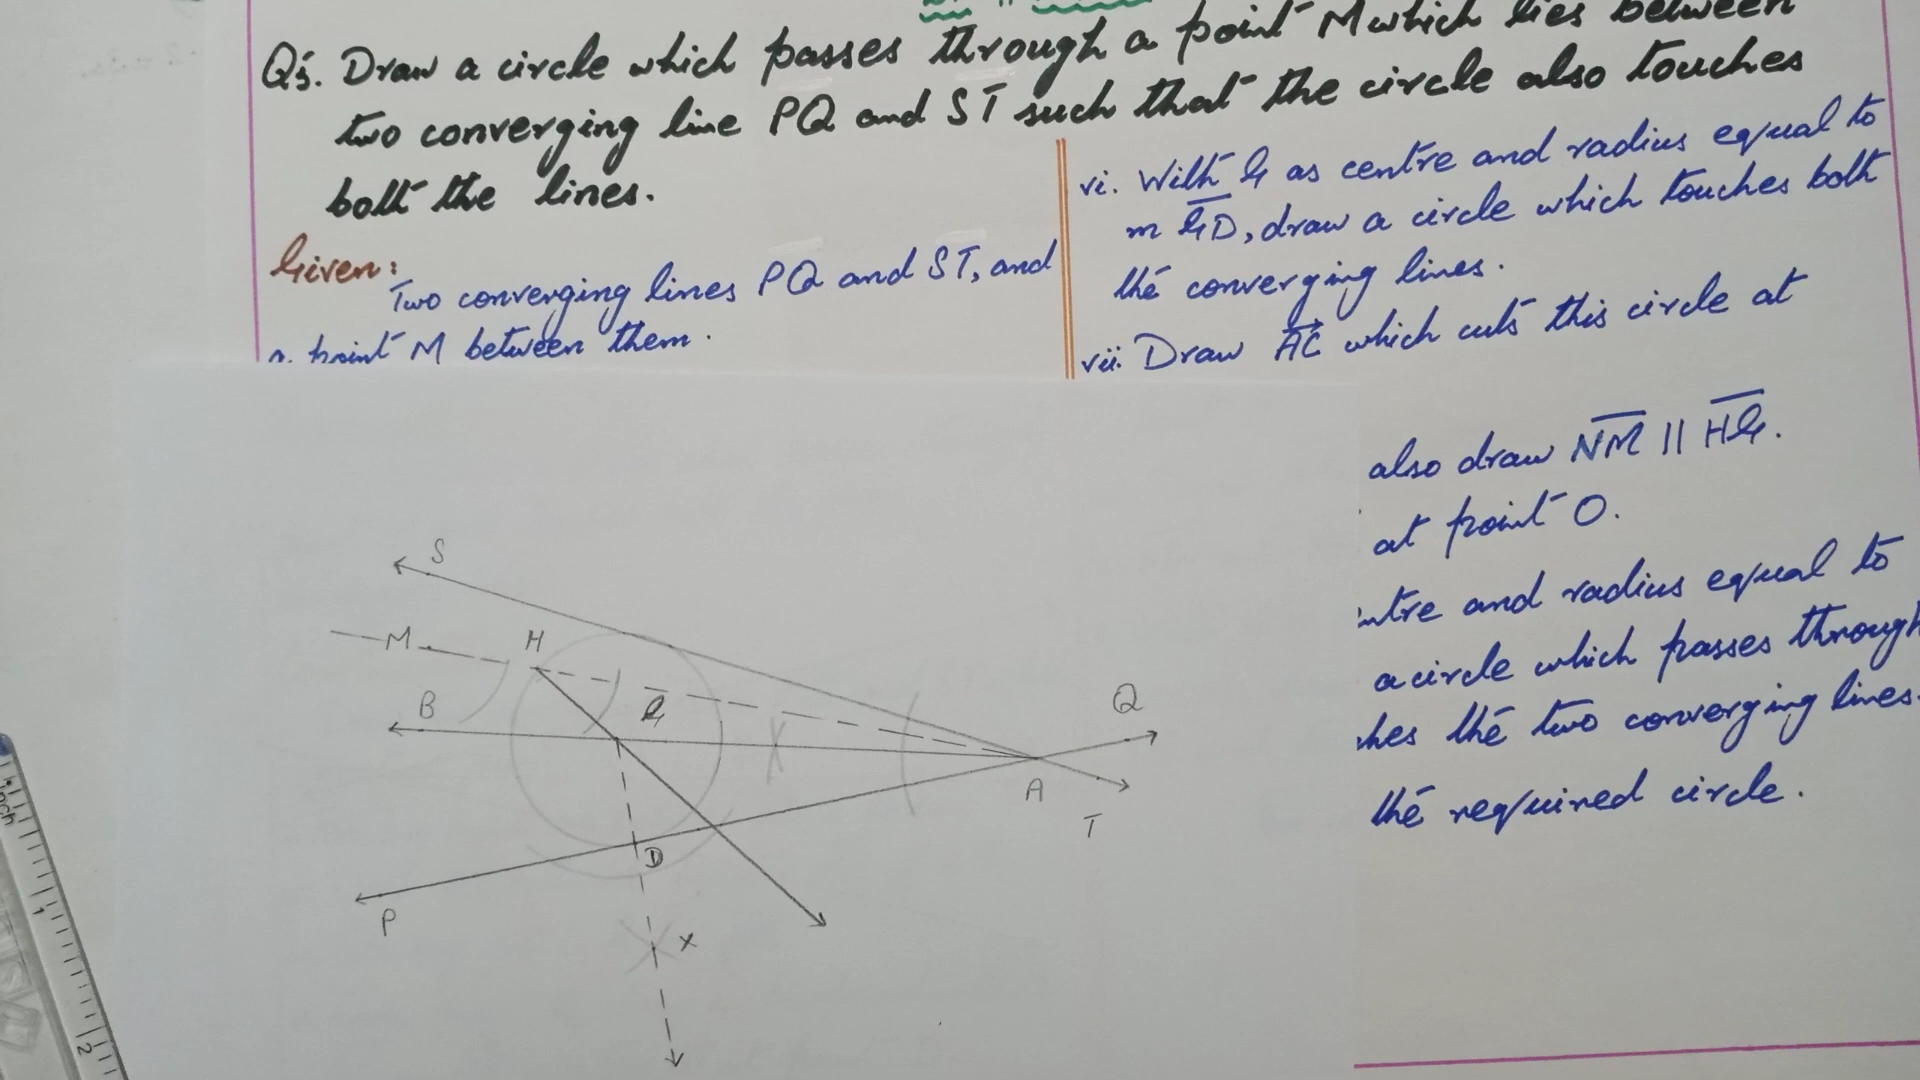 Q5. Draw a circle which passes through a point M which lies between
two converging line PQ and ST such that the circle also touches
both the lines.
Given:
Two converging lines PQ and ST, and
a point M between them.
vi. With G as centre and radius equal to
m GD, draw a circle which touches both
the converging lines.
vii. Draw AC which cuts this circle at
also draw NM || HG.
at point O.
ntre and radius equal to
a circle which passes through
hes the two converging lines.
the required circle.
S
M
H
B
G
Q
A
T
D
P
X
inch
1
2